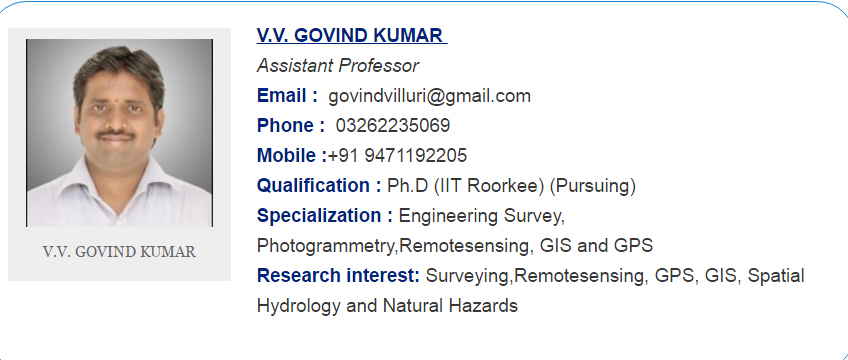 V.V. GOVIND KUMAR
Assistant Professor
Email : govindvilluri@gmail.com
Phone : 03262235069
Mobile :+91 9471192205
Qualification : Ph.D (IIT Roorkee) (Pursuing)
Specialization : Engineering Survey,
Photogrammetry,Remotesensing, GIS and GPS
Research interest: Surveying,Remotesensing, GPS, GIS, Spatial
Hydrology and Natural Hazards
V.V. GOVIND KUMAR